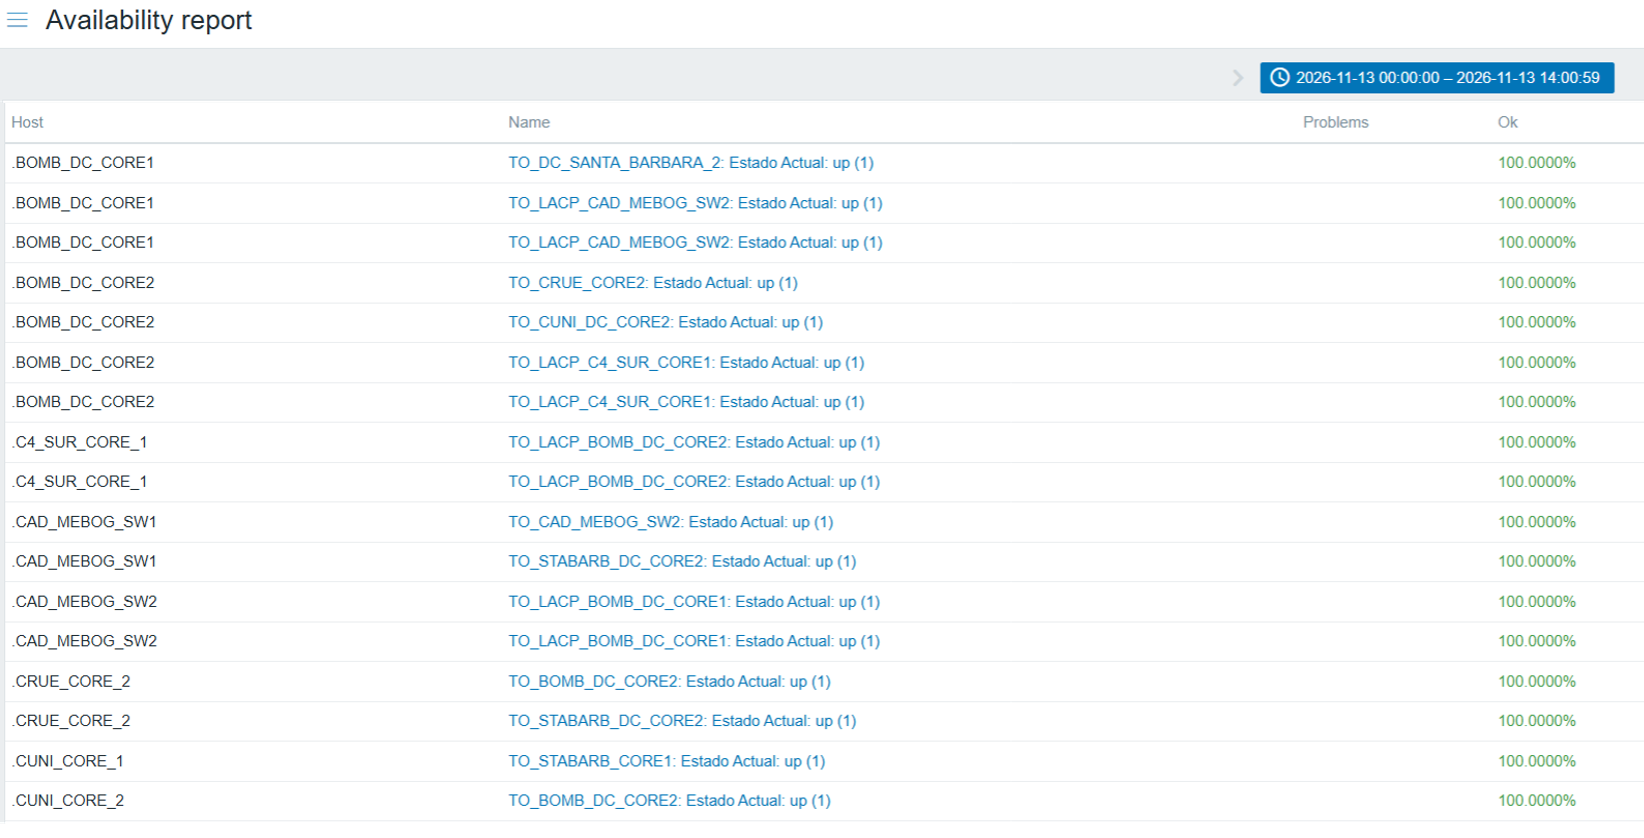 Availability report
2026-11-13 00:00:00 – 2026-11-13 14:00:59
Host Name Problems Ok
.BOMB_DC_CORE1 TO_DC_SANTA_BARBARA_2: Estado Actual: up (1) 100.0000%
.BOMB_DC_CORE1 TO_LACP_CAD_MEBOG_SW2: Estado Actual: up (1) 100.0000%
.BOMB_DC_CORE1 TO_LACP_CAD_MEBOG_SW2: Estado Actual: up (1) 100.0000%
.BOMB_DC_CORE2 TO_CRUE_CORE2: Estado Actual: up (1) 100.0000%
.BOMB_DC_CORE2 TO_CUNI_DC_CORE2: Estado Actual: up (1) 100.0000%
.BOMB_DC_CORE2 TO_LACP_C4_SUR_CORE1: Estado Actual: up (1) 100.0000%
.BOMB_DC_CORE2 TO_LACP_C4_SUR_CORE1: Estado Actual: up (1) 100.0000%
.C4_SUR_CORE_1 TO_LACP_BOMB_DC_CORE2: Estado Actual: up (1) 100.0000%
.C4_SUR_CORE_1 TO_LACP_BOMB_DC_CORE2: Estado Actual: up (1) 100.0000%
.CAD_MEBOG_SW1 TO_CAD_MEBOG_SW2: Estado Actual: up (1) 100.0000%
.CAD_MEBOG_SW1 TO_STABARB_DC_CORE2: Estado Actual: up (1) 100.0000%
.CAD_MEBOG_SW2 TO_LACP_BOMB_DC_CORE1: Estado Actual: up (1) 100.0000%
.CAD_MEBOG_SW2 TO_LACP_BOMB_DC_CORE1: Estado Actual: up (1) 100.0000%
.CRUE_CORE_2 TO_BOMB_DC_CORE2: Estado Actual: up (1) 100.0000%
.CRUE_CORE_2 TO_STABARB_DC_CORE2: Estado Actual: up (1) 100.0000%
.CUNI_CORE_1 TO_STABARB_CORE1: Estado Actual: up (1) 100.0000%
.CUNI_CORE_2 TO_BOMB_DC_CORE2: Estado Actual: up (1) 100.0000%